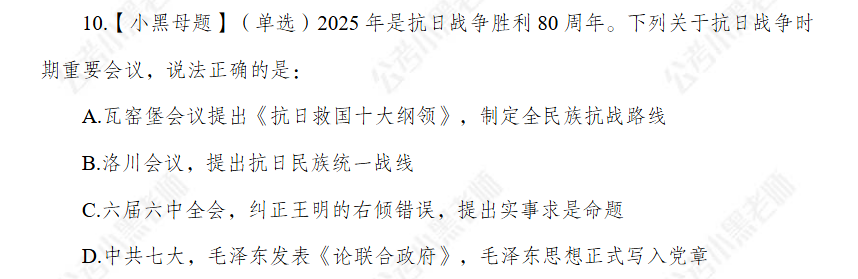 10.【小黑母题】（单选）2025 年是抗日战争胜利 80 周年。下列关于抗日战争时
期重要会议，说法正确的是：
A.瓦窑堡会议提出《抗日救国十大纲领》，制定全民族抗战路线
B.洛川会议，提出抗日民族统一战线
C.六届六中全会，纠正王明的右倾错误，提出实事求是命题
D.中共七大，毛泽东发表《论联合政府》，毛泽东思想正式写入党章
公考小黑老师